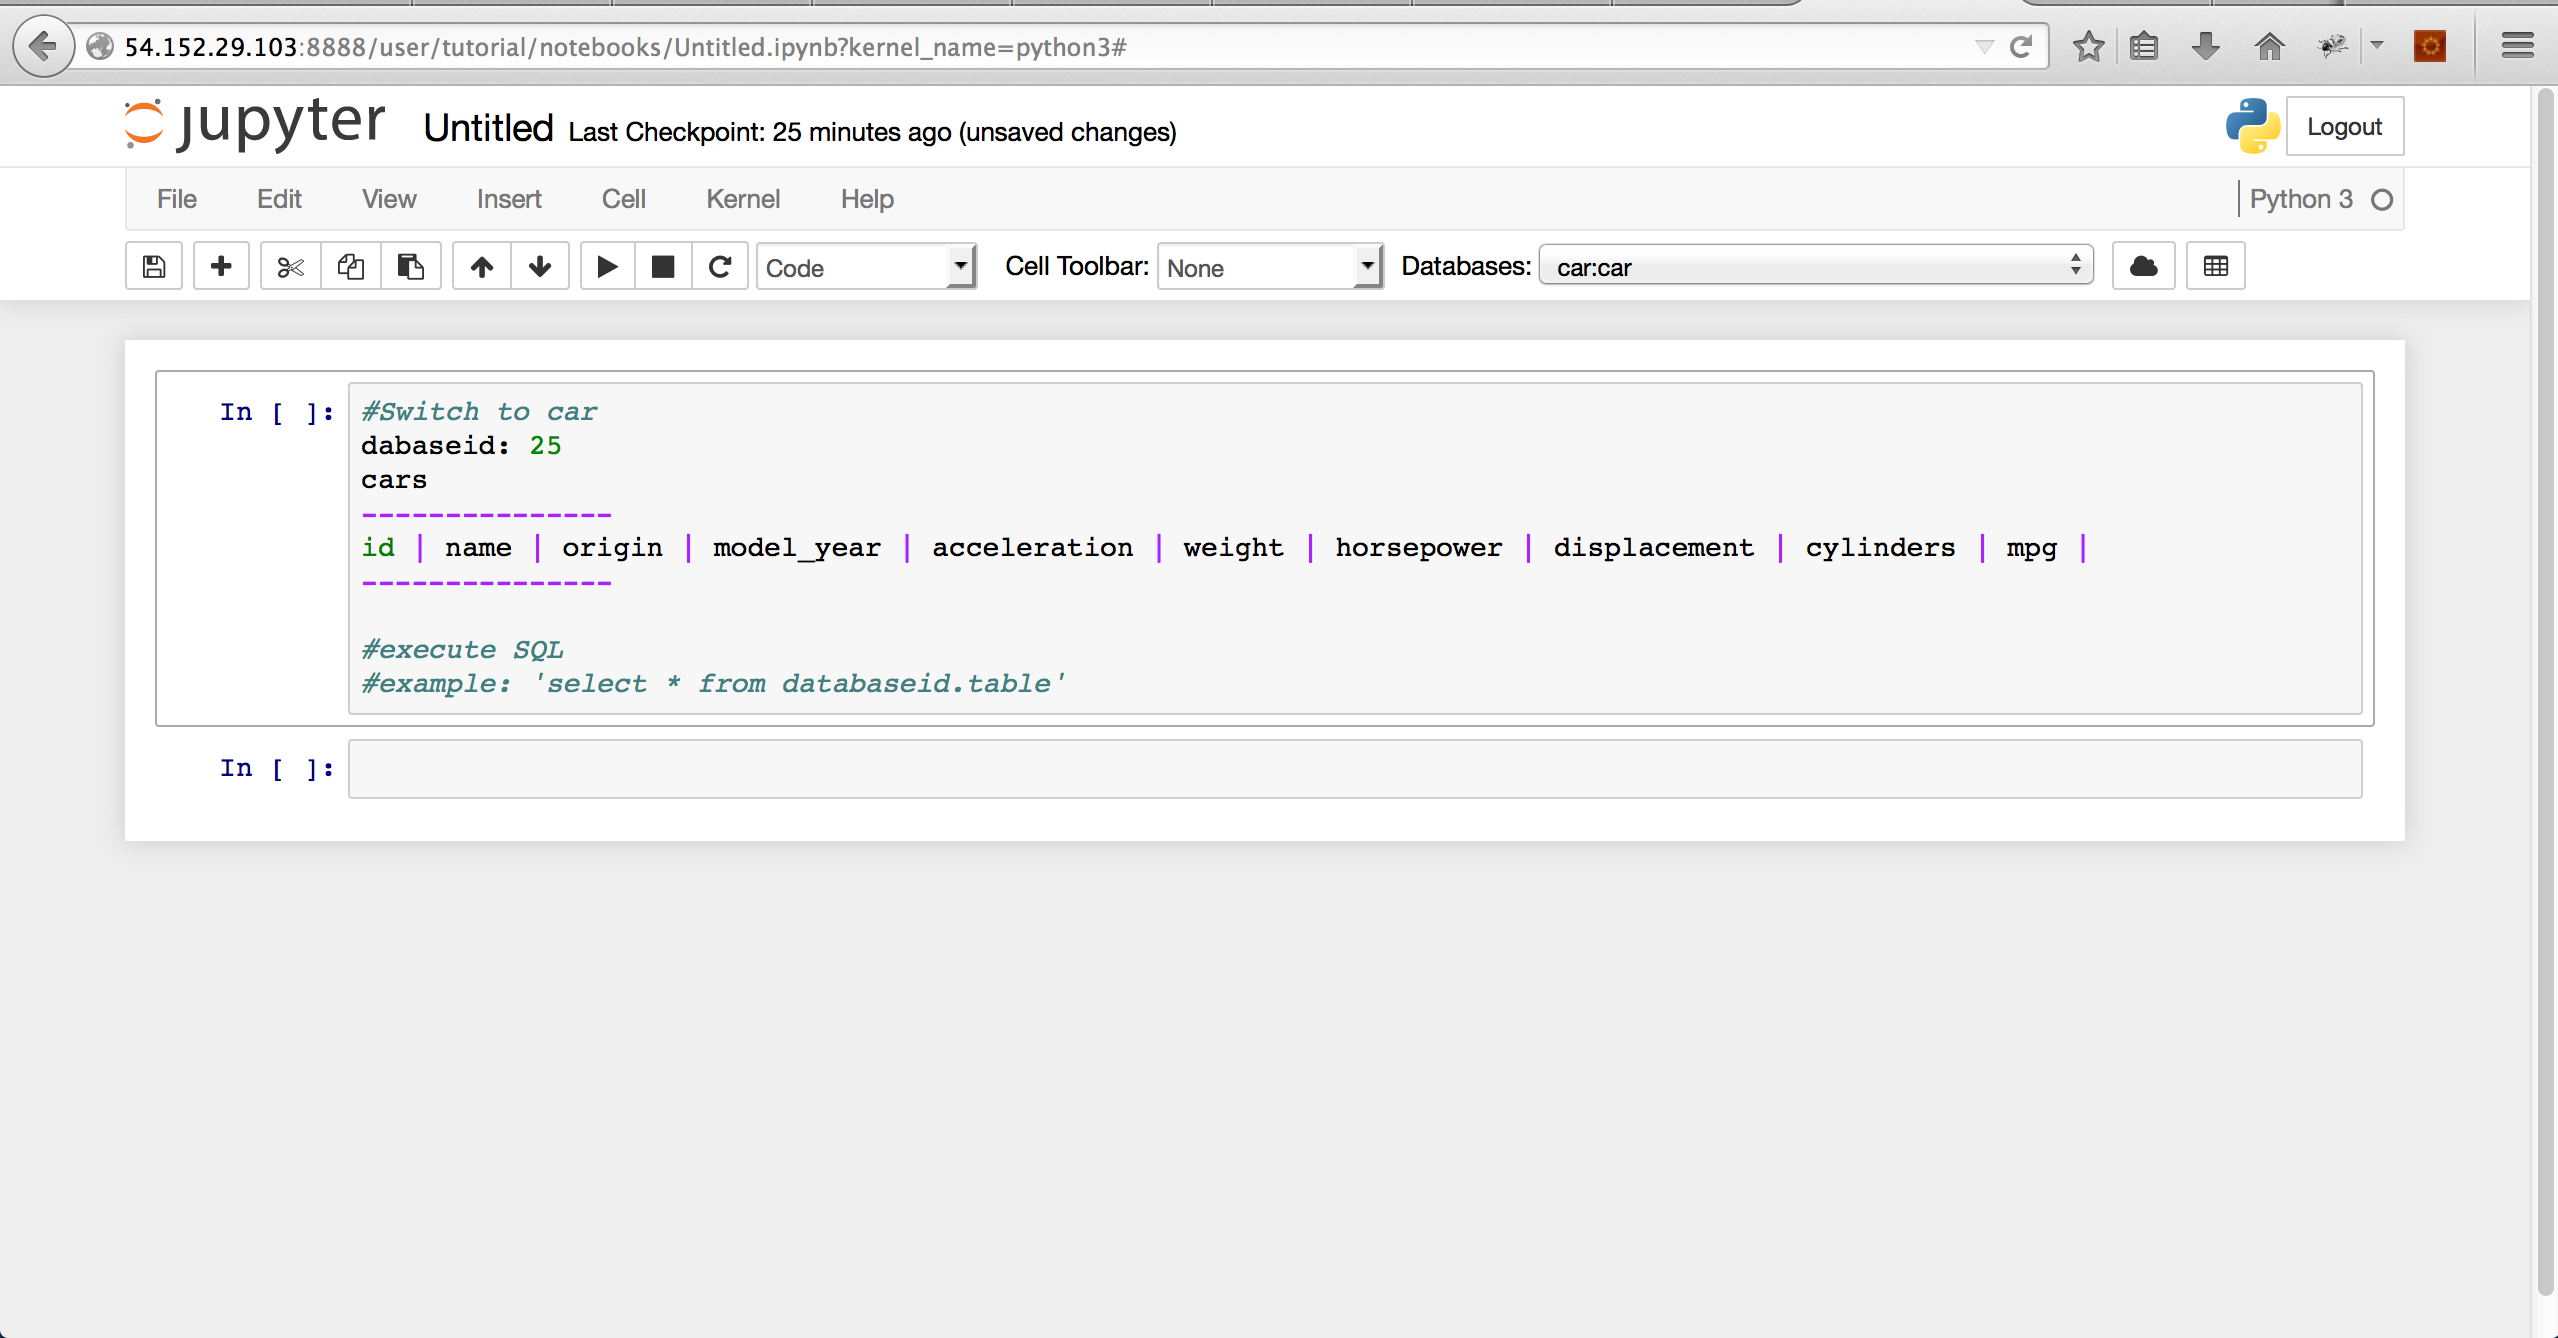 54.152.29.103:8888/user/tutorial/notebooks/Untitled.ipynb?kernel_name=python3#
jupyter Untitled Last Checkpoint: 25 minutes ago (unsaved changes) Logout
File Edit View Insert Cell Kernel Help Python 3
Code Cell Toolbar: None Databases: car:car
In [ ]: #Switch to car
dabaseid: 25
cars
---------------
id | name | origin | model_year | acceleration | weight | horsepower | displacement | cylinders | mpg |
---------------
#execute SQL
#example: 'select * from databaseid.table'
In [ ]: